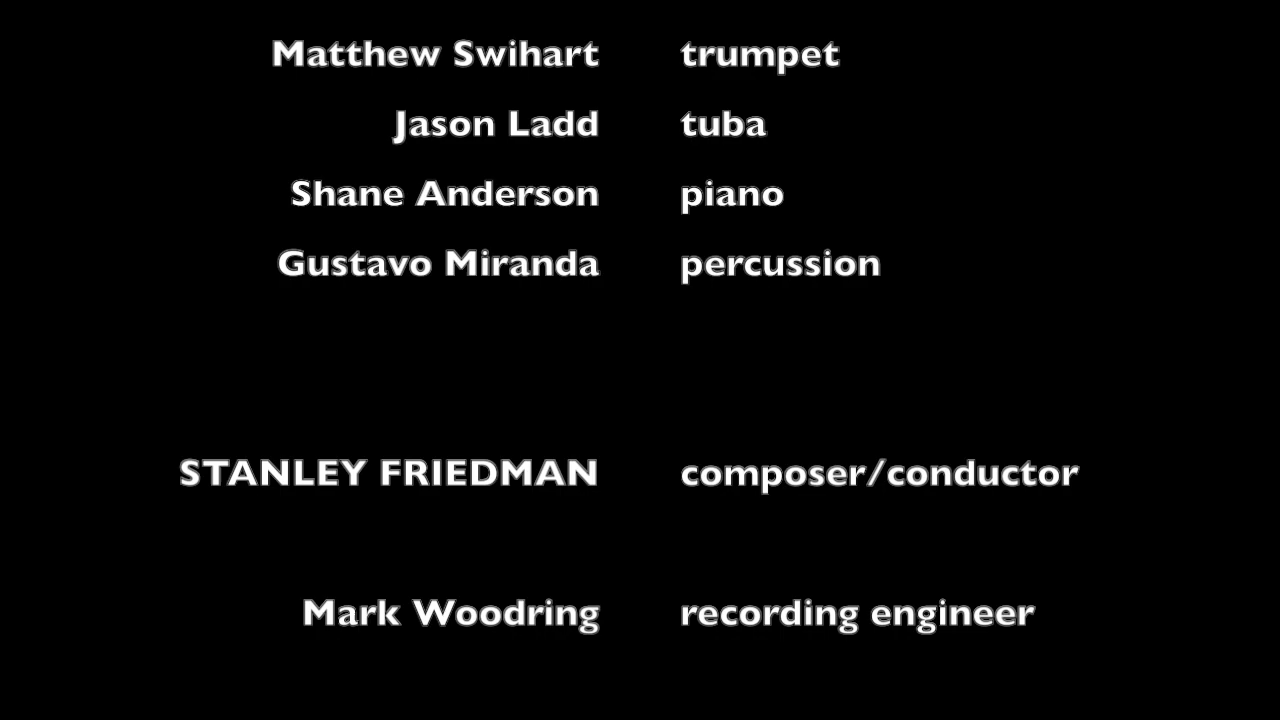 Matthew Swihart trumpet
Jason Ladd tuba
Shane Anderson piano
Gustavo Miranda percussion
STANLEY FRIEDMAN composer/conductor
Mark Woodring recording engineer